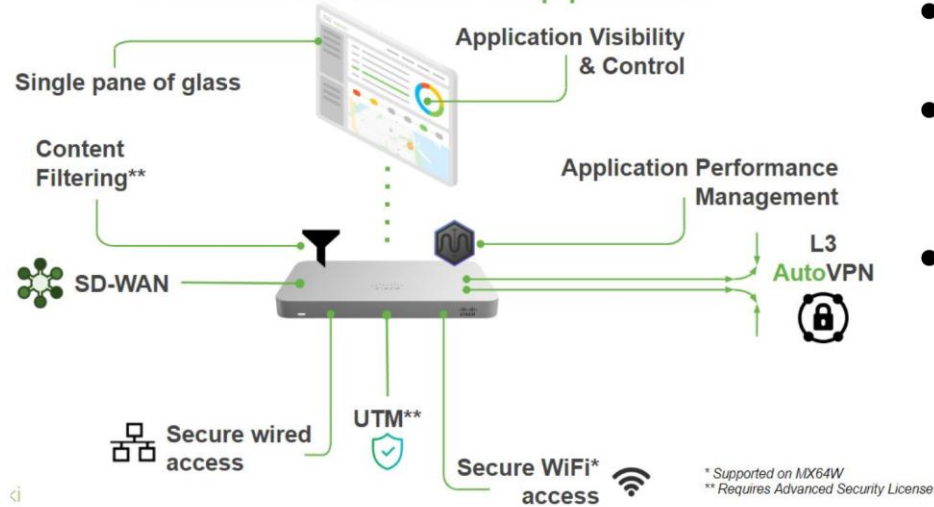 Application Visibility
& Control
Single pane of glass
Content
Filtering**
Application Performance
Management
L3
AutoVPN
SD-WAN
UTM**
Secure wired
access
Secure WiFi*
access
* Supported on MX64W
** Requires Advanced Security License